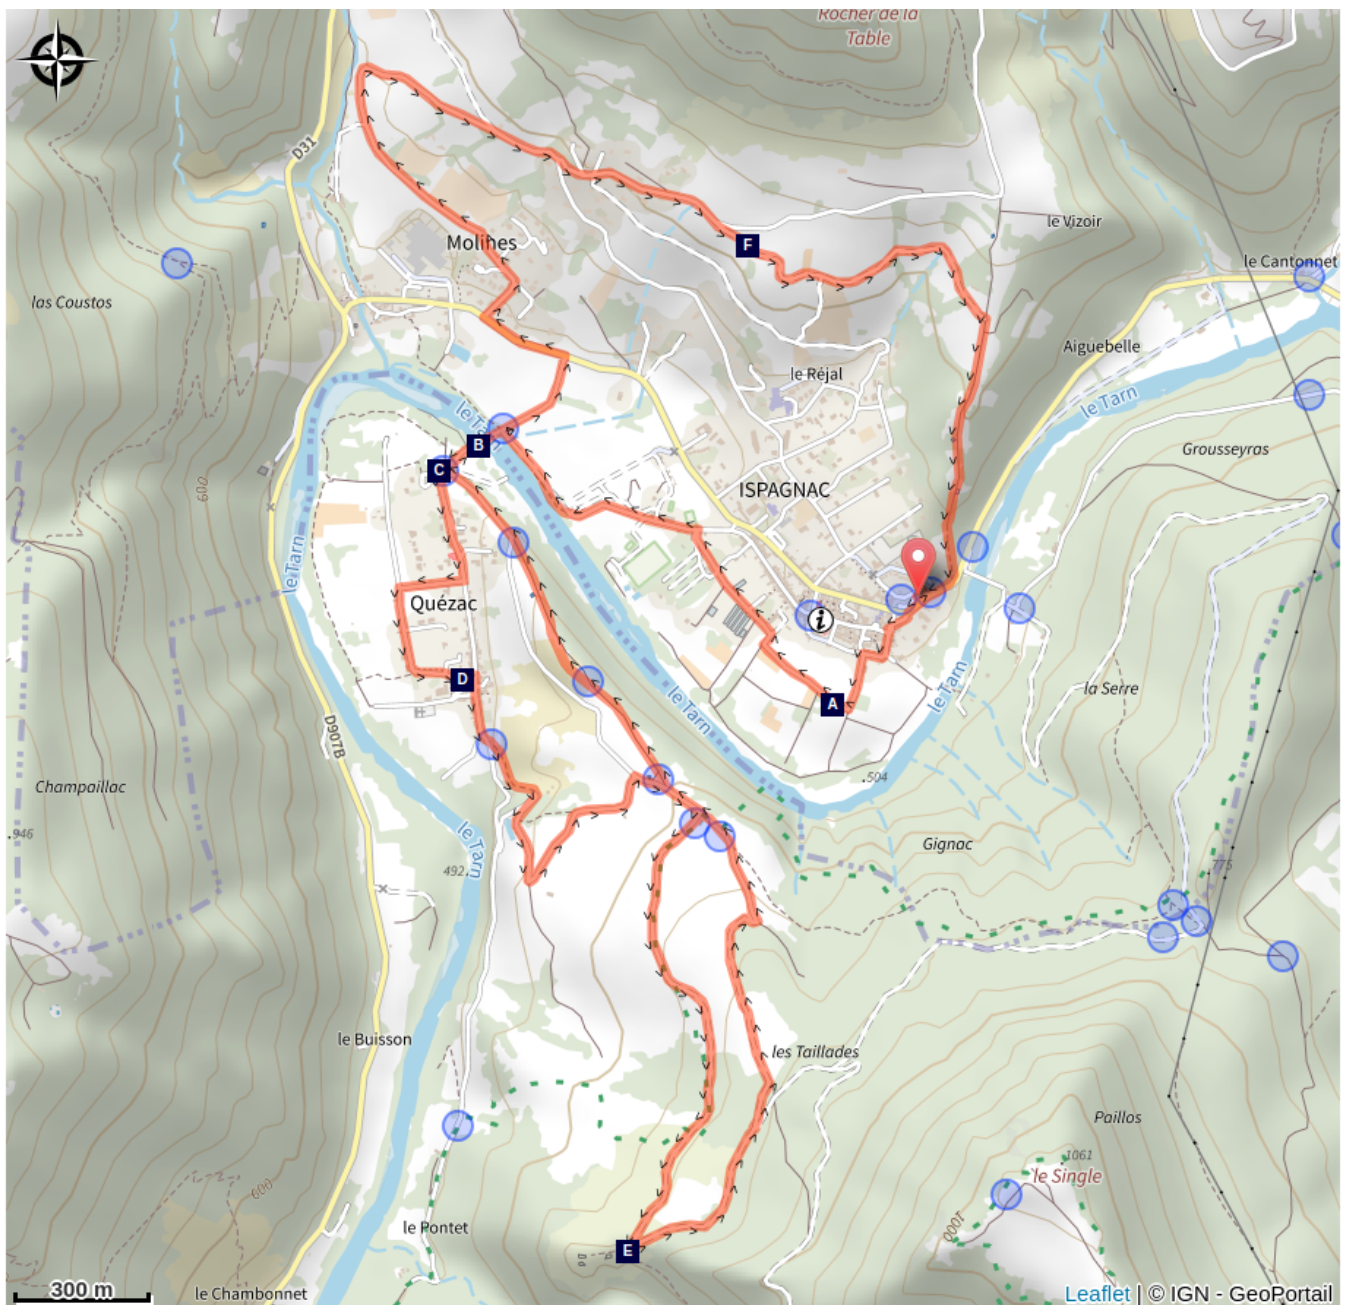 Rocher de la
Table
D31
le Vizoir
Molines
le Cantonnet
las Coustos
Aiguebelle
le Réjal
le Tarn
le Tarn
B
C
F
Grousseyras
ISPAGNAC
600
le Tarn
Quézac
i
D
la Serre
le Tarn
A
le Tarn
D907B
504
Champaillac
946
le Tarn
Gignac
492
775
le Buisson
les Taillades
Paillos
1061
le Single
600
1000
le Pontet
E
300 m
le Chambonnet
Leaflet | © IGN - GeoPortail